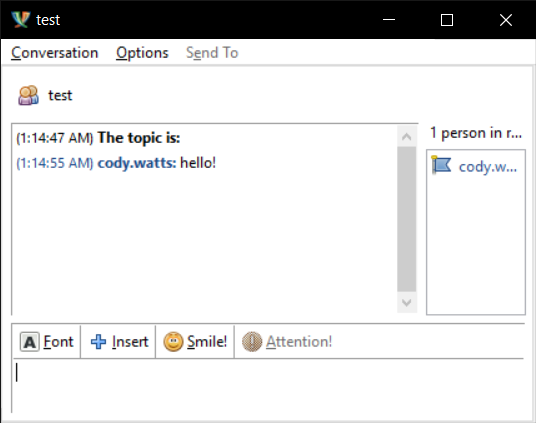 test
Conversation Options Send To
test
(1:14:47 AM) The topic is:
(1:14:55 AM) cody.watts: hello!
1 person in r...
cody.w...
A Font Insert Smile! Attention!